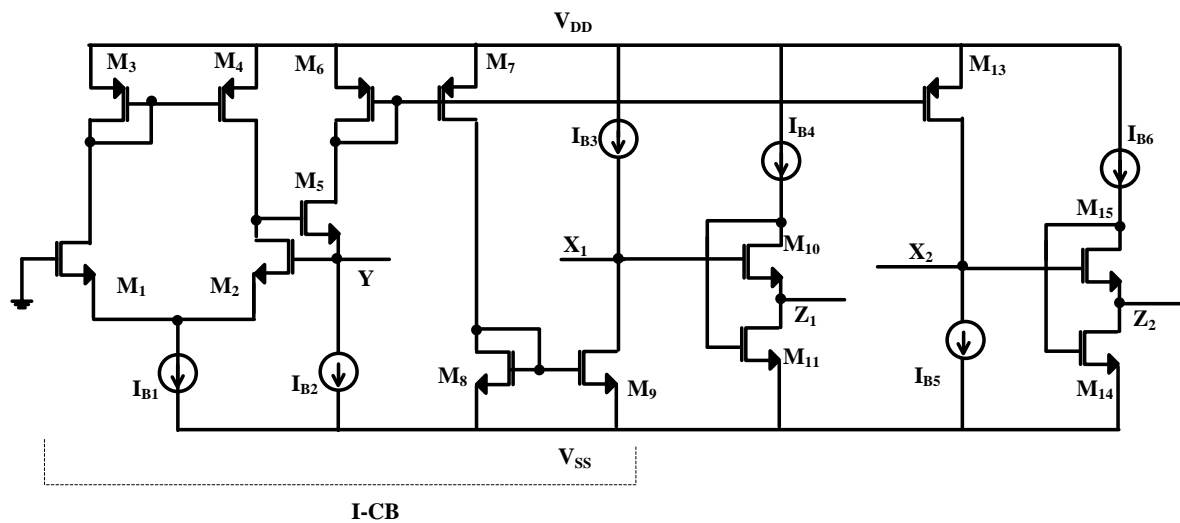 V_DD
M_3
M_4
M_6
M_7
M_13
I_B3
I_B4
I_B6
M_5
M_15
X_1
M_10
X_2
M_1
M_2
Y
Z_1
Z_2
I_B1
I_B2
M_8
M_9
M_11
I_B5
M_14
V_SS
I-CB